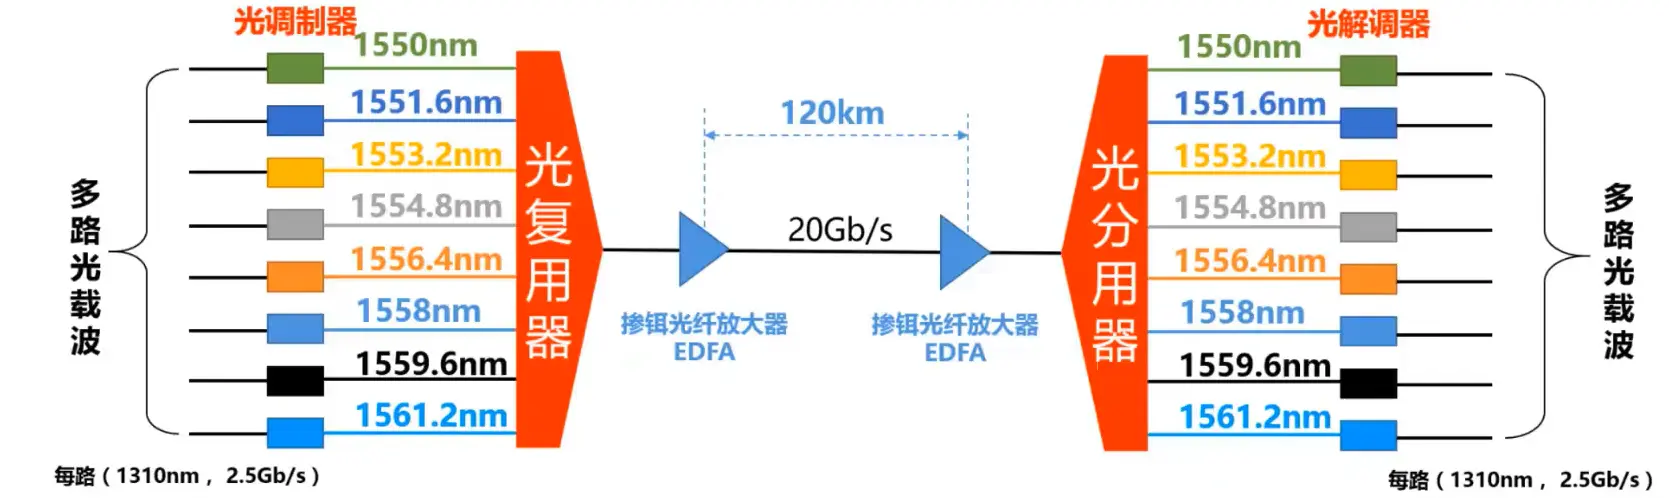 光调制器
光解调器
1550nm
1551.6nm
1553.2nm
1554.8nm
1556.4nm
1558nm
1559.6nm
1561.2nm
多路光载波
光复用器
120km
20Gb/s
掺铒光纤放大器
EDFA
掺铒光纤放大器
EDFA
光分用器
1550nm
1551.6nm
1553.2nm
1554.8nm
1556.4nm
1558nm
1559.6nm
1561.2nm
多路光载波
每路（1310nm ，2.5Gb/s）
每路（1310nm ，2.5Gb/s）